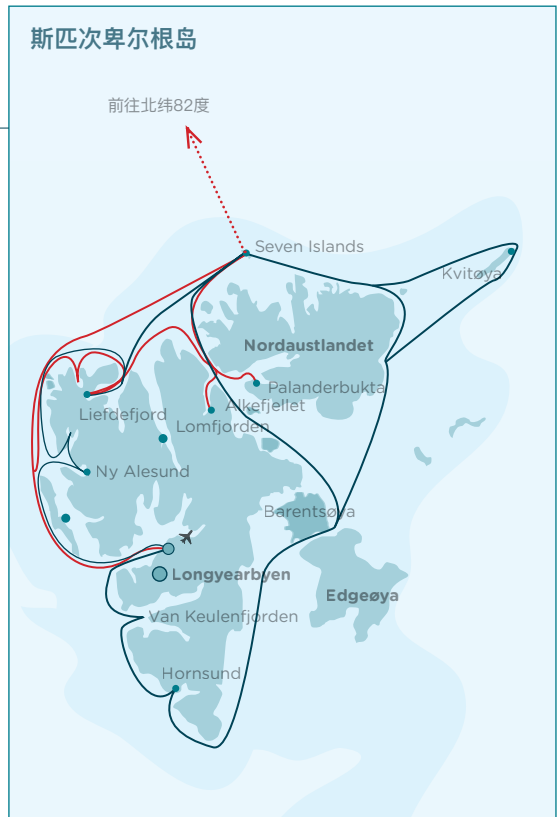 斯匹次卑尔根岛
前往北纬82度
Seven Islands
Kvitøya
Nordaustlandet
Palanderbukta
Alkefjellet
Liefdefjord
Lomfjorden
Ny Alesund
Barentsøya
Longyearbyen
Edgeøya
Van Keulenfjorden
Hornsund